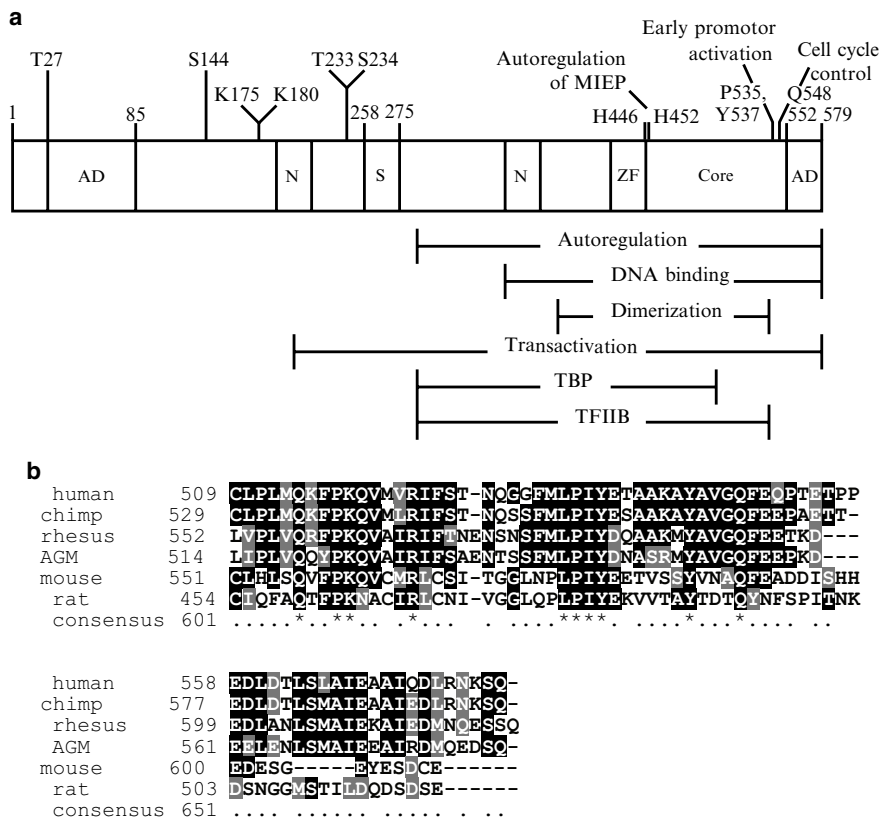 a
Early promotor
activation
Cell cycle
control
Autoregulation
of MIEP
T27
S144
T233 S234
K175 K180
P535,
Y537
Q548
1
85
258 275
H446 H452
552 579
AD
N
S
N
ZF
Core
AD
Autoregulation
DNA binding
Dimerization
Transactivation
TBP
TFIIB
b
human 509 CLPLMQKFPKQVMVRIFST-NQGGFMLPIYETAAKAYAVGQFEQPTETPP
chimp 529 CLPLMQKFPKQVMLRIFST-NQSSFMLPIYESAAKAYAVGQFEEPAETT-
rhesus 552 LVPLVQRFPKQVAIRIFTNENSNSFMLPIYDQAAKMYAVGQFEETKD---
AGM 514 LIPLVQQYPKQVAIRIFSAENTSSFMLPIYDNASRMYAVGQFEEPKD---
mouse 551 CLHLSQVFPKQVCMRLCSI-TGGLNPLPIYEETVSSYVNAQFEADDISHH
rat 454 CIQFAQTFPKNACIRLCNI-VGGLQPLPIYEKVVTAYTDTQYNFSPITNK
consensus 601 .....*..**....*... .. . ..****. ....*...*.. .. ..
human 558 EDLDTLSLAIEAAIQDLRNKSQ-
chimp 577 EDLDTLSMAIEAAIEDLRNKSQ-
rhesus 599 EDLANLSMAIEKAIEDMNQESSQ
AGM 561 EELENLSMAIEEAIRDMQEDSQ-
mouse 600 EDESG-----EYESDCE------
rat 503 DSNGGMSTILDQDSDSE------
consensus 651 .... ...... ..... . ..